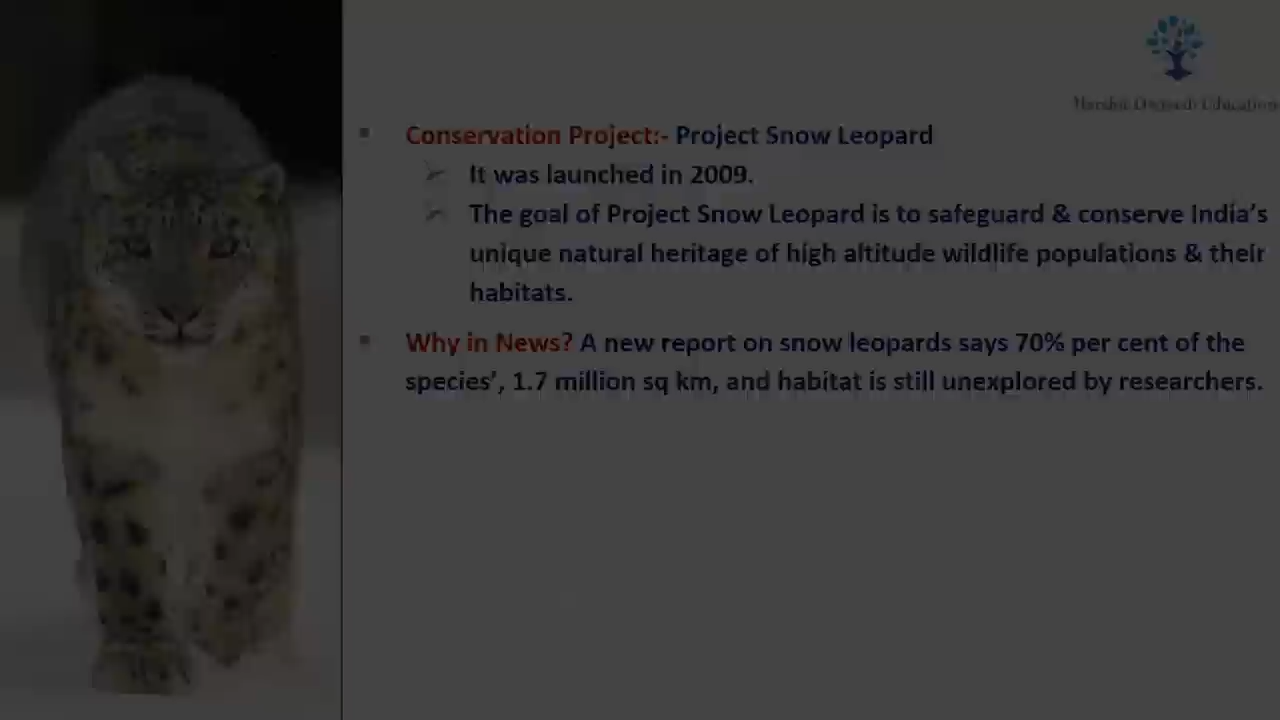 Harshit Dwivedi Education
Conservation Project:- Project Snow Leopard
It was launched in 2009.
The goal of Project Snow Leopard is to safeguard & conserve India's
unique natural heritage of high altitude wildlife populations & their
habitats.
Why in News? A new report on snow leopards says 70% per cent of the
species', 1.7 million sq km, and habitat is still unexplored by researchers.